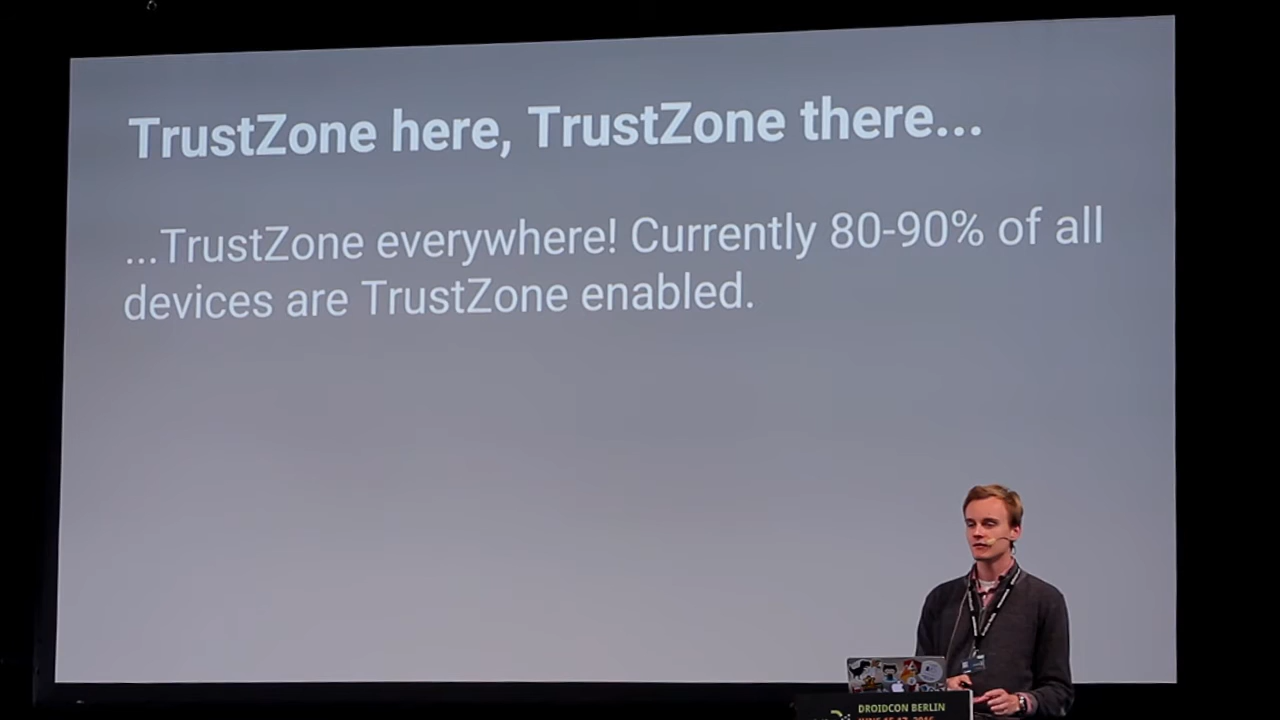 TrustZone here, TrustZone there...
...TrustZone everywhere! Currently 80-90% of all
devices are TrustZone enabled.
DROIDCON BERLIN